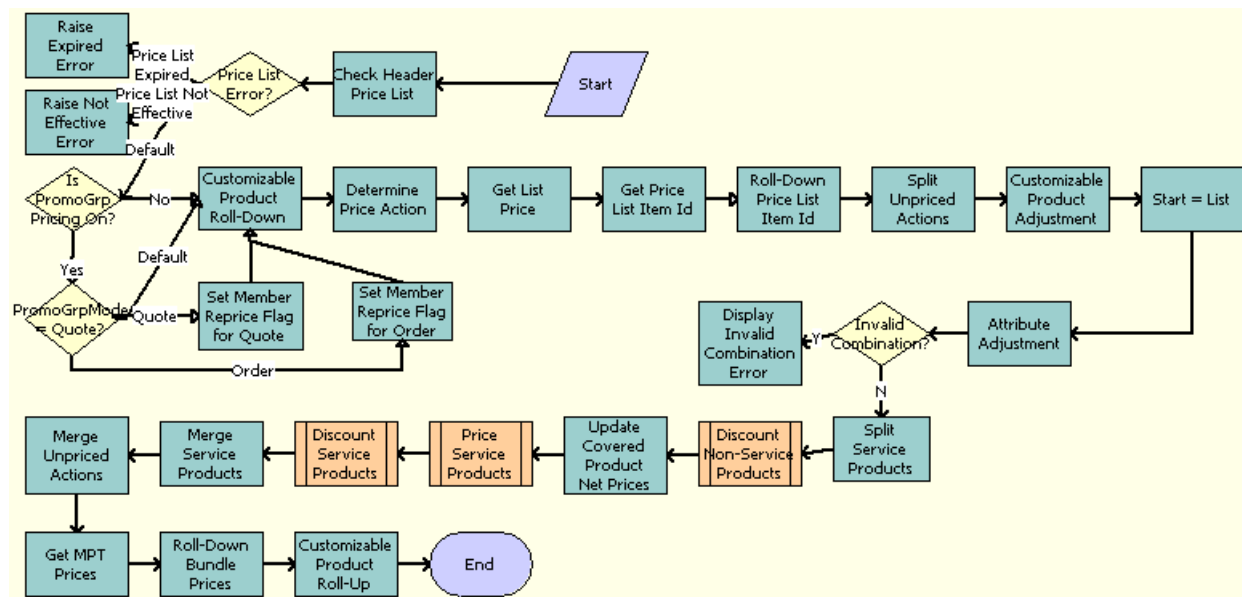 Raise
Expired
Error
Price List
Expired
Price List
Error?
Check Header
Price List
Start
Raise Not
Effective
Error
Price List Not
Effective
Default
Is
PromoGrp
Pricing On?
No
Customizable
Product
Roll-Down
Determine
Price Action
Get List
Price
Get Price
List Item Id
Roll-Down
Price List
Item Id
Split
Unpriced
Actions
Customizable
Product
Adjustment
Start = List
Yes
Default
PromoGrpMode
= Quote?
Quote
Set Member
Reprice Flag
for Quote
Set Member
Reprice Flag
for Order
Order
Display
Invalid
Combination
Error
Y
Invalid
Combination?
Attribute
Adjustment
N
Merge
Unpriced
Actions
Merge
Service
Products
Discount
Service
Products
Price
Service
Products
Update
Covered
Product
Net Prices
Discount
Non-Service
Products
Split
Service
Products
Get MPT
Prices
Roll-Down
Bundle
Prices
Customizable
Product
Roll-Up
End